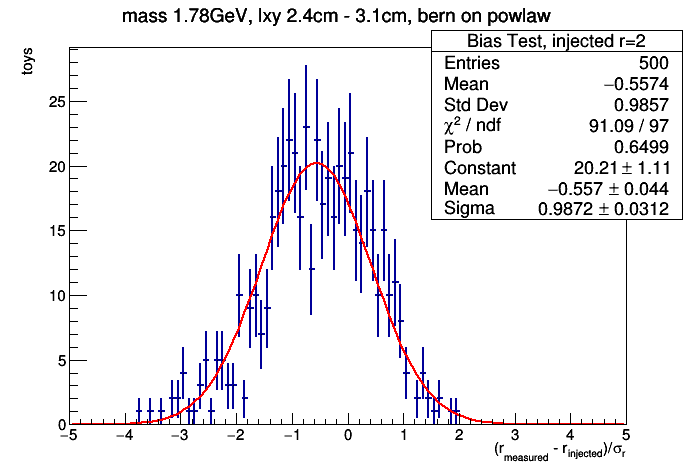 mass 1.78GeV, lxy 2.4cm - 3.1cm, bern on powlaw
toys
Bias Test, injected r=2
Entries 500
Mean −0.5574
Std Dev 0.9857
χ² / ndf 91.09 / 97
Prob 0.6499
Constant 20.21 ± 1.11
Mean −0.557 ± 0.044
Sigma 0.9872 ± 0.0312
25
20
15
10
5
0
−5 −4 −3 −2 −1 0 1 2 3 4 5
(r_measured - r_injected)/σ_r